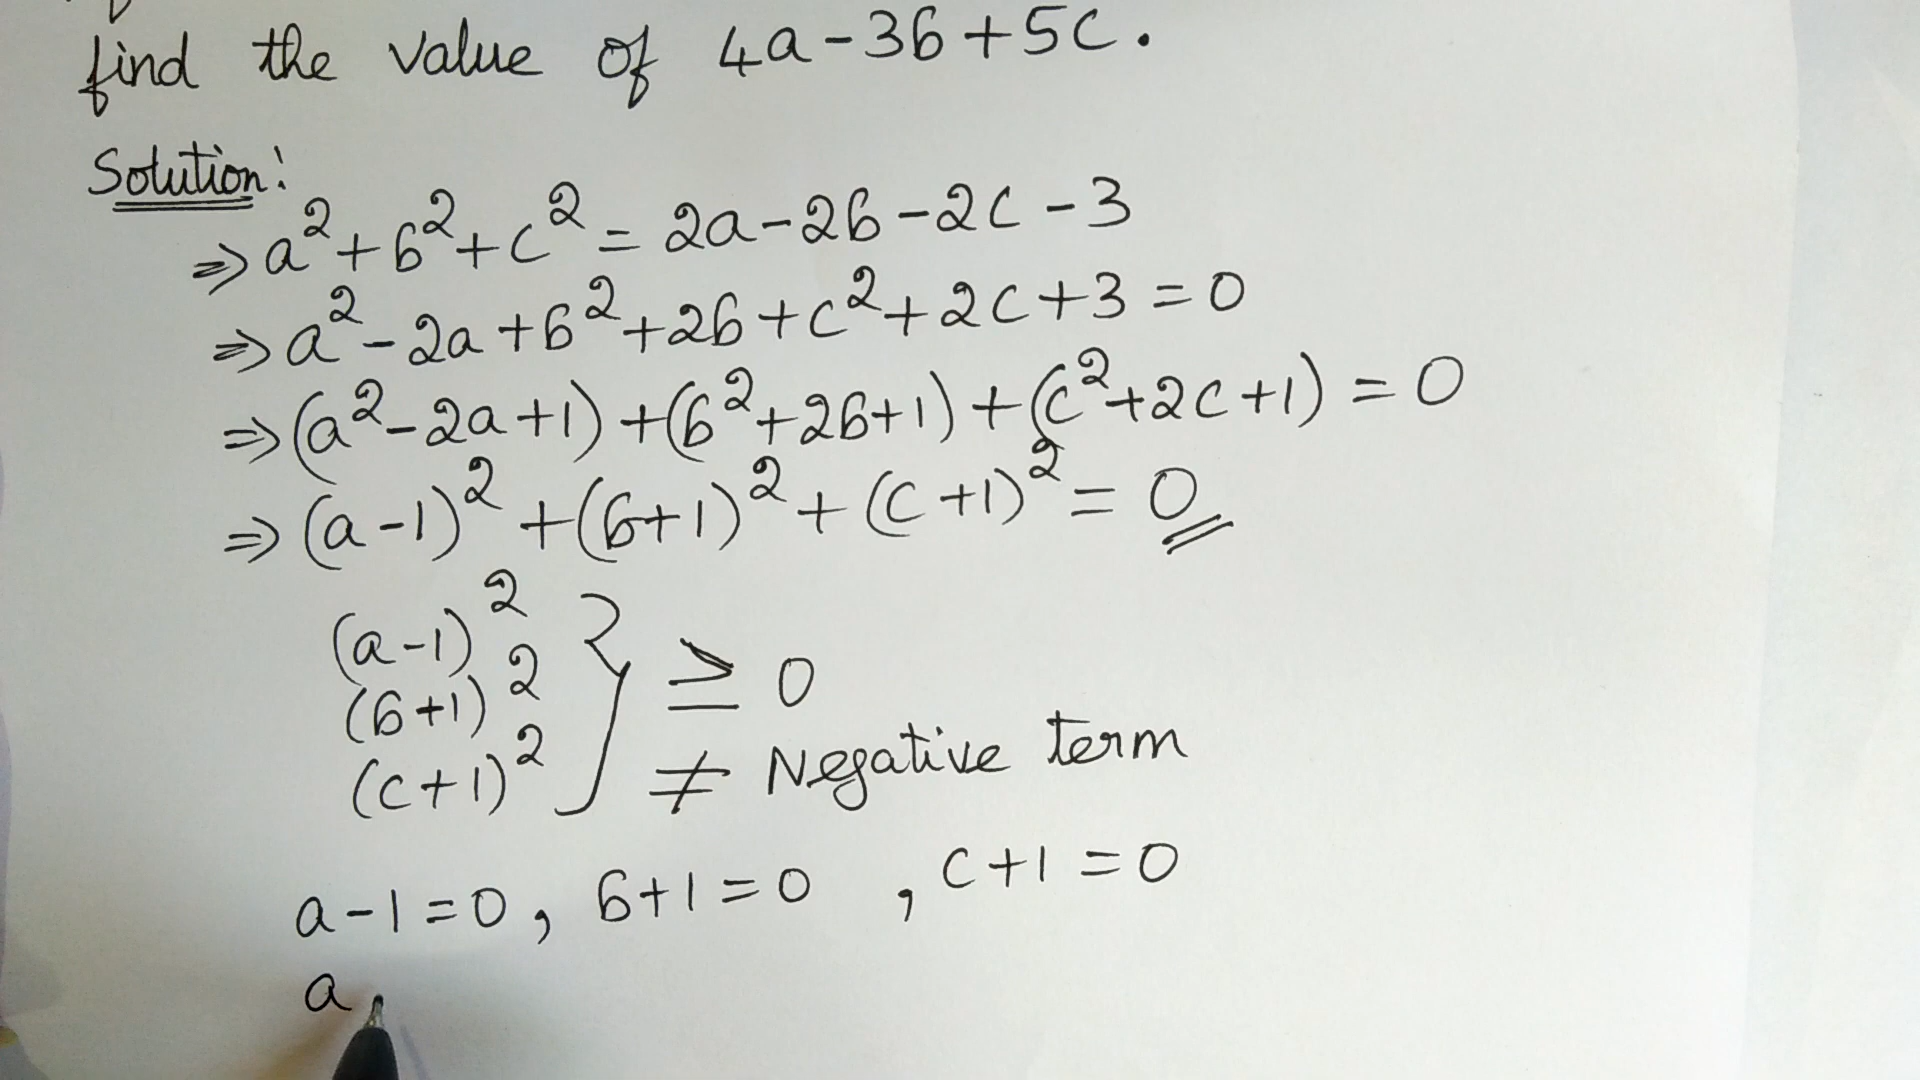 find the value of 4a-3b+5c.
Solution:
⇒ a²+b²+c² = 2a-2b-2c-3
⇒ a²-2a+b²+2b+c²+2c+3=0
⇒ (a²-2a+1)+(b²+2b+1)+(c²+2c+1)=0
⇒ (a-1)²+(b+1)²+(c+1)²=0
(a-1)²
(b+1)² } ≥ 0
(c+1)² ≠ Negative term
a-1=0, b+1=0 , c+1=0
a